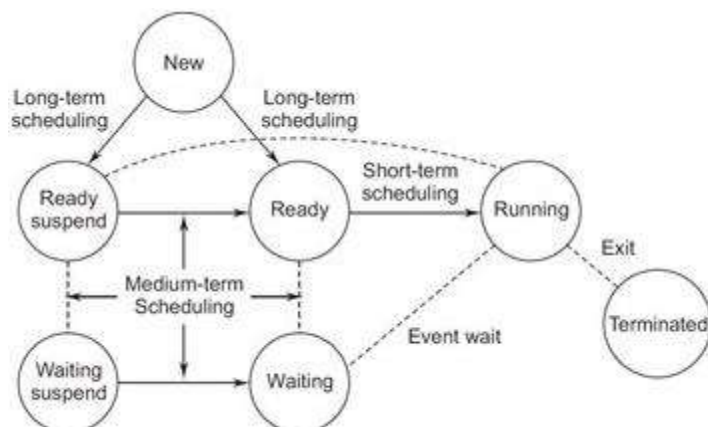 New
Long-term
scheduling
Long-term
scheduling
Ready
suspend
Ready
Short-term
scheduling
Running
Exit
Medium-term
Scheduling
Terminated
Event wait
Waiting
suspend
Waiting